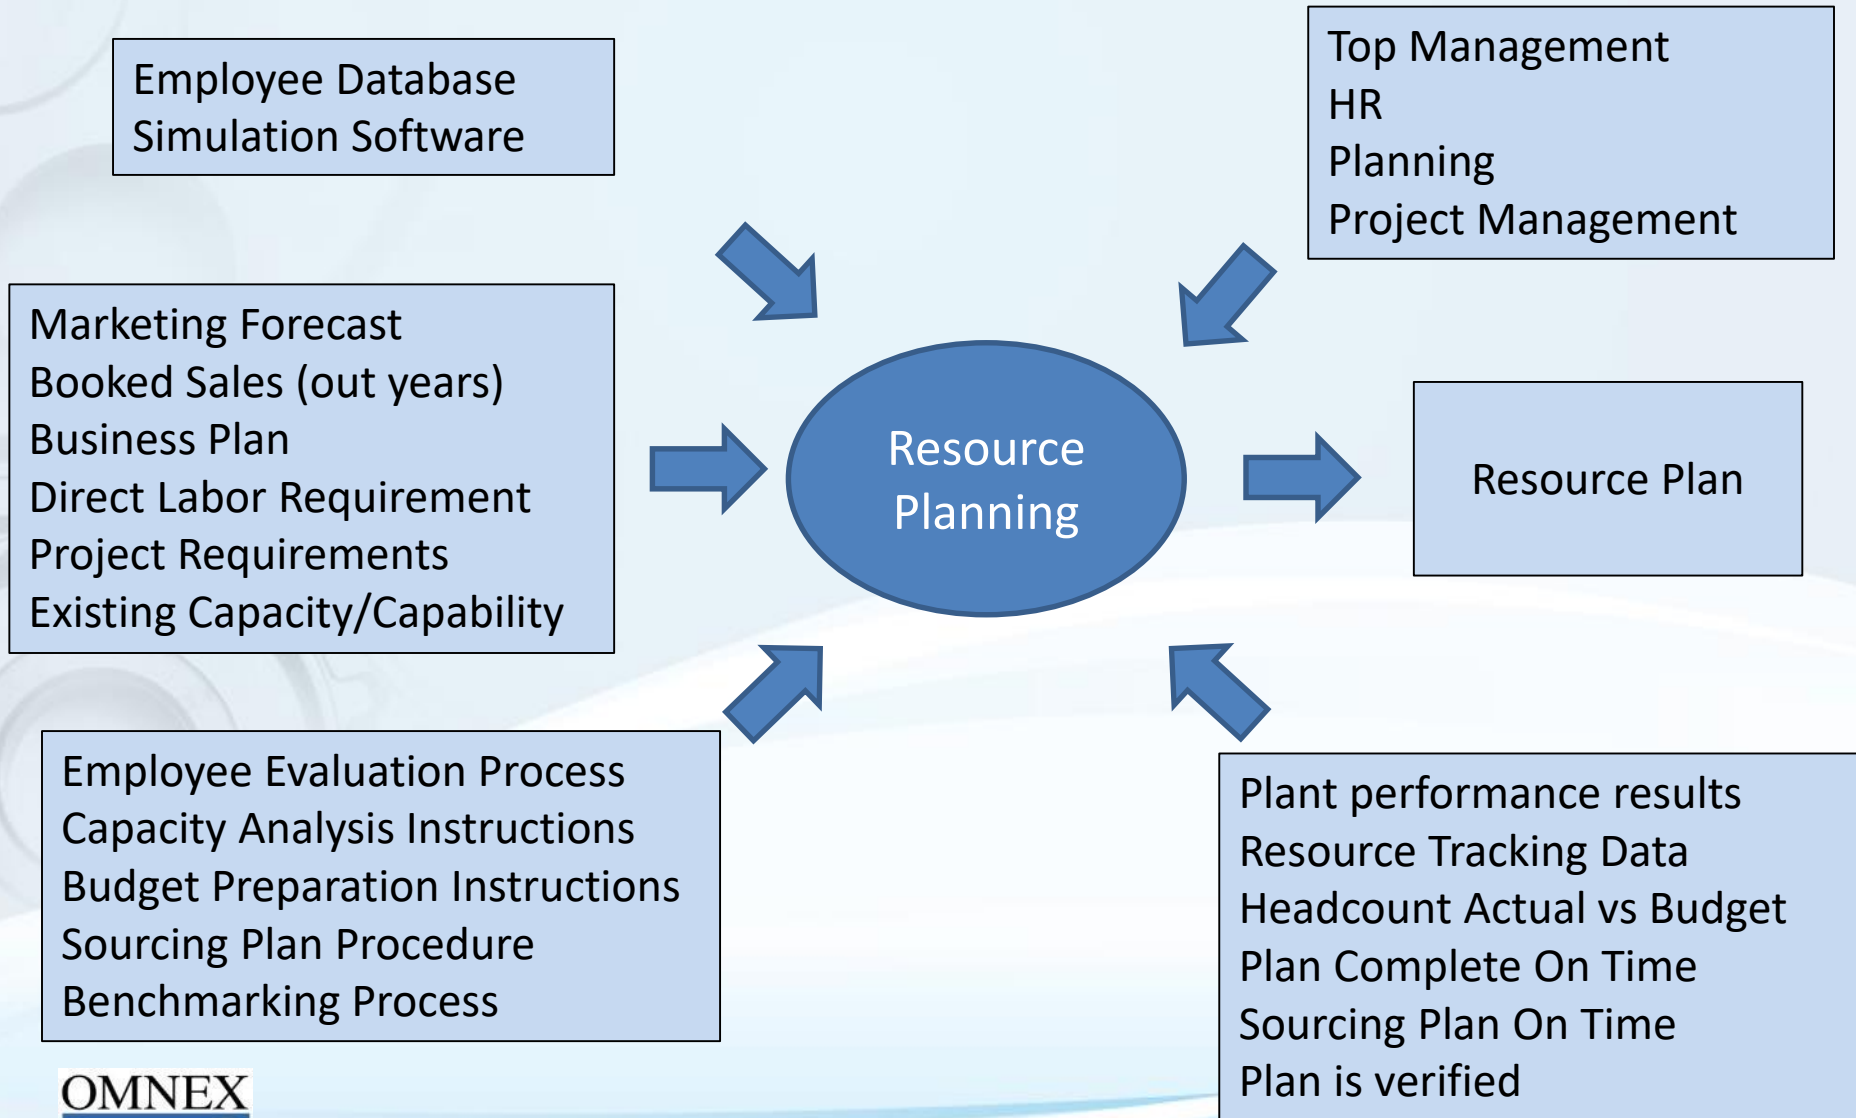 Employee Database
Simulation Software
Top Management
HR
Planning
Project Management
Marketing Forecast
Booked Sales (out years)
Business Plan
Direct Labor Requirement
Project Requirements
Existing Capacity/Capability
Resource
Planning
Resource Plan
Employee Evaluation Process
Capacity Analysis Instructions
Budget Preparation Instructions
Sourcing Plan Procedure
Benchmarking Process
Plant performance results
Resource Tracking Data
Headcount Actual vs Budget
Plan Complete On Time
Sourcing Plan On Time
Plan is verified
OMNEX